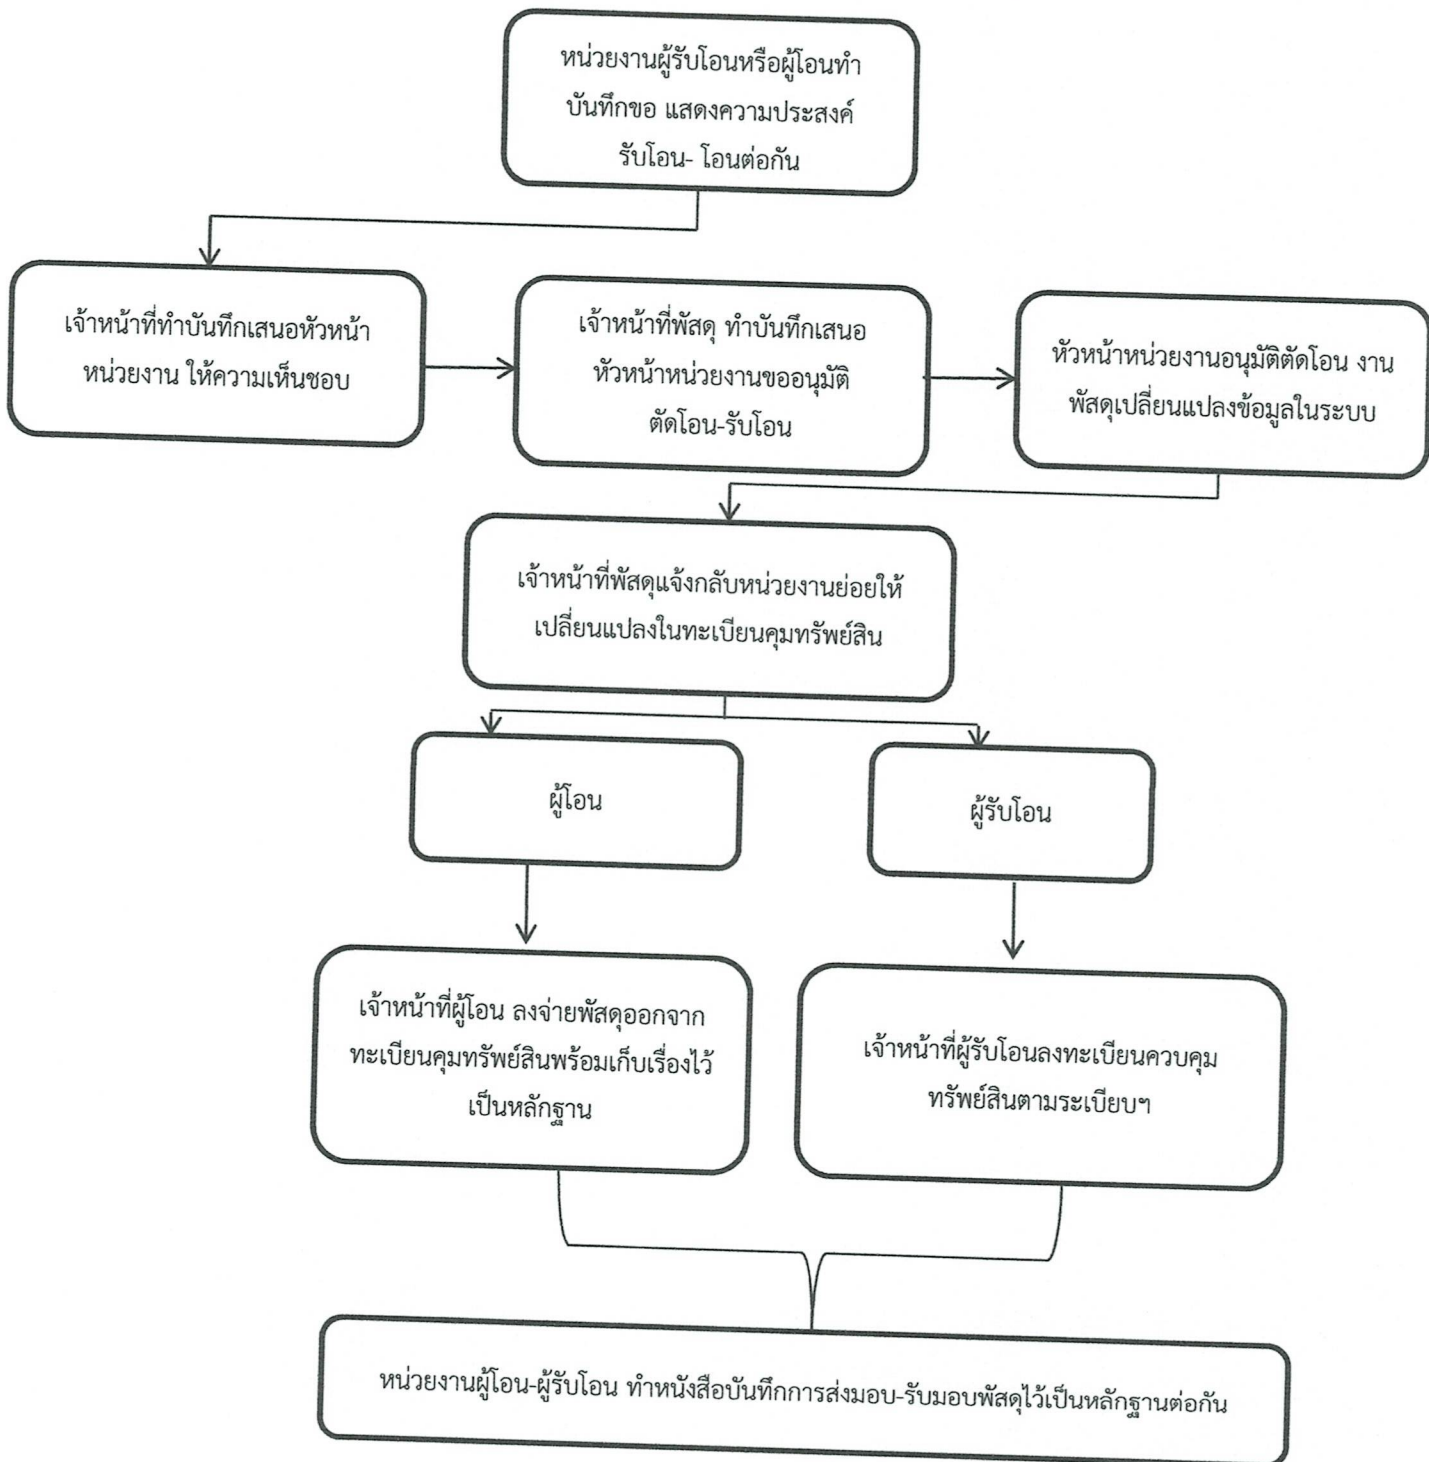 หน่วยงานผู้รับโอนหรือผู้โอนทำ
บันทึกขอ แสดงความประสงค์
รับโอน- โอนต่อกัน
เจ้าหน้าที่ทำบันทึกเสนอหัวหน้า
หน่วยงาน ให้ความเห็นชอบ
เจ้าหน้าที่พัสดุ ทำบันทึกเสนอ
หัวหน้าหน่วยงานขออนุมัติ
ตัดโอน-รับโอน
หัวหน้าหน่วยงานอนุมัติตัดโอน งาน
พัสดุเปลี่ยนแปลงข้อมูลในระบบ
เจ้าหน้าที่พัสดุแจ้งกลับหน่วยงานย่อยให้
เปลี่ยนแปลงในทะเบียนคุมทรัพย์สิน
ผู้โอน
ผู้รับโอน
เจ้าหน้าที่ผู้โอน ลงจ่ายพัสดุออกจาก
ทะเบียนคุมทรัพย์สินพร้อมเก็บเรื่องไว้
เป็นหลักฐาน
เจ้าหน้าที่ผู้รับโอนลงทะเบียนควบคุม
ทรัพย์สินตามระเบียบฯ
หน่วยงานผู้โอน-ผู้รับโอน ทำหนังสือบันทึกการส่งมอบ-รับมอบพัสดุไว้เป็นหลักฐานต่อกัน